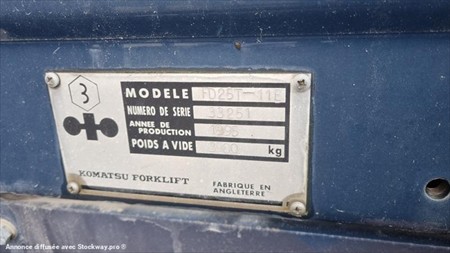 3
MODELE FD25T-11E
NUMERO DE SERIE 33251
ANNEE DE
PRODUCTION
POIDS A VIDE kg
KOMATSU FORKLIFT
FABRIQUE EN
ANGLETERRE
Annonce diffusée avec Stockway.pro ®